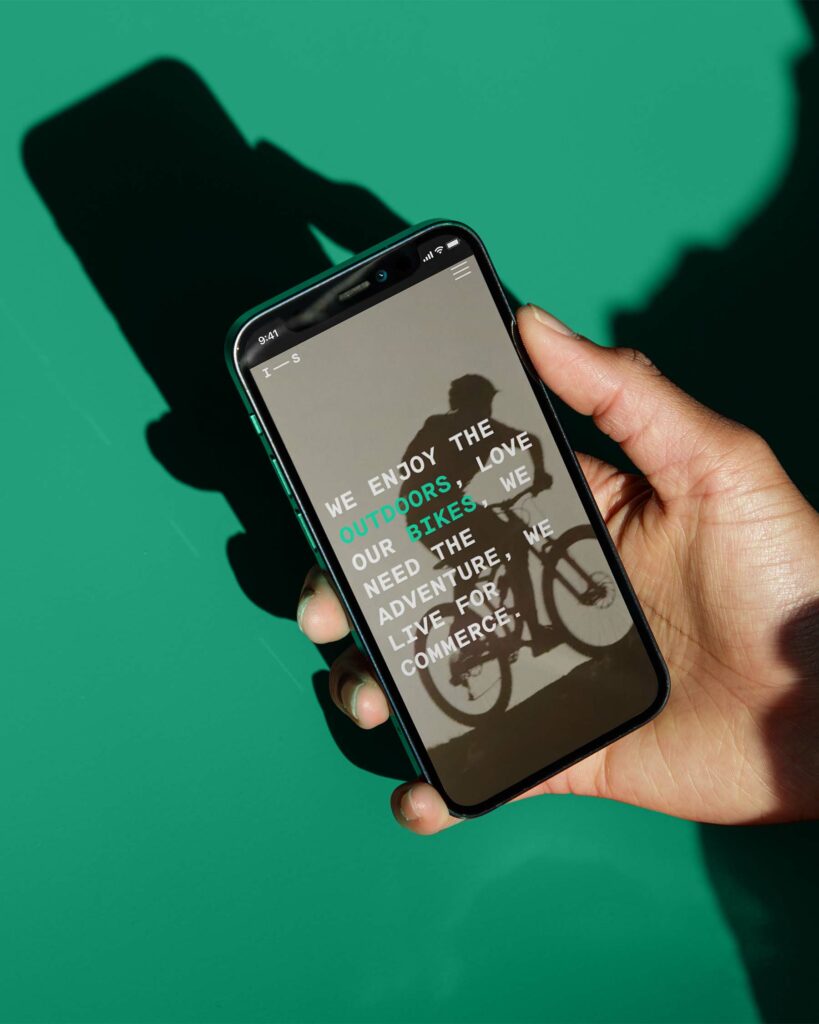 9:41
I — S
WE ENJOY THE
OUTDOORS, LOVE
OUR BIKES, WE
NEED THE
ADVENTURE, WE
LIVE FOR
COMMERCE.